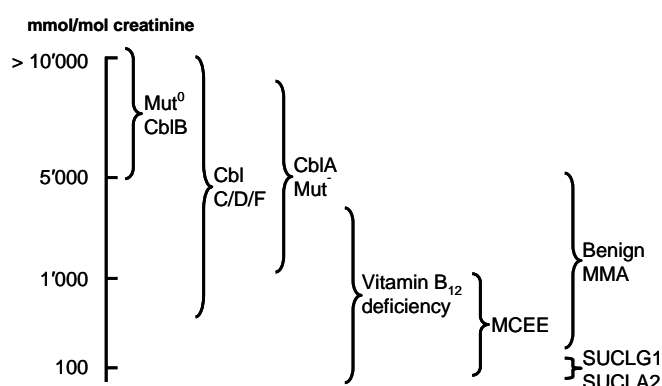 mmol/mol creatinine
> 10'000
Mut⁰
CblB
5'000
Cbl
C/D/F
CblA
Mut⁻
Benign
MMA
1'000
Vitamin B₁₂
deficiency
MCEE
100
SUCLG1
SUCLA2